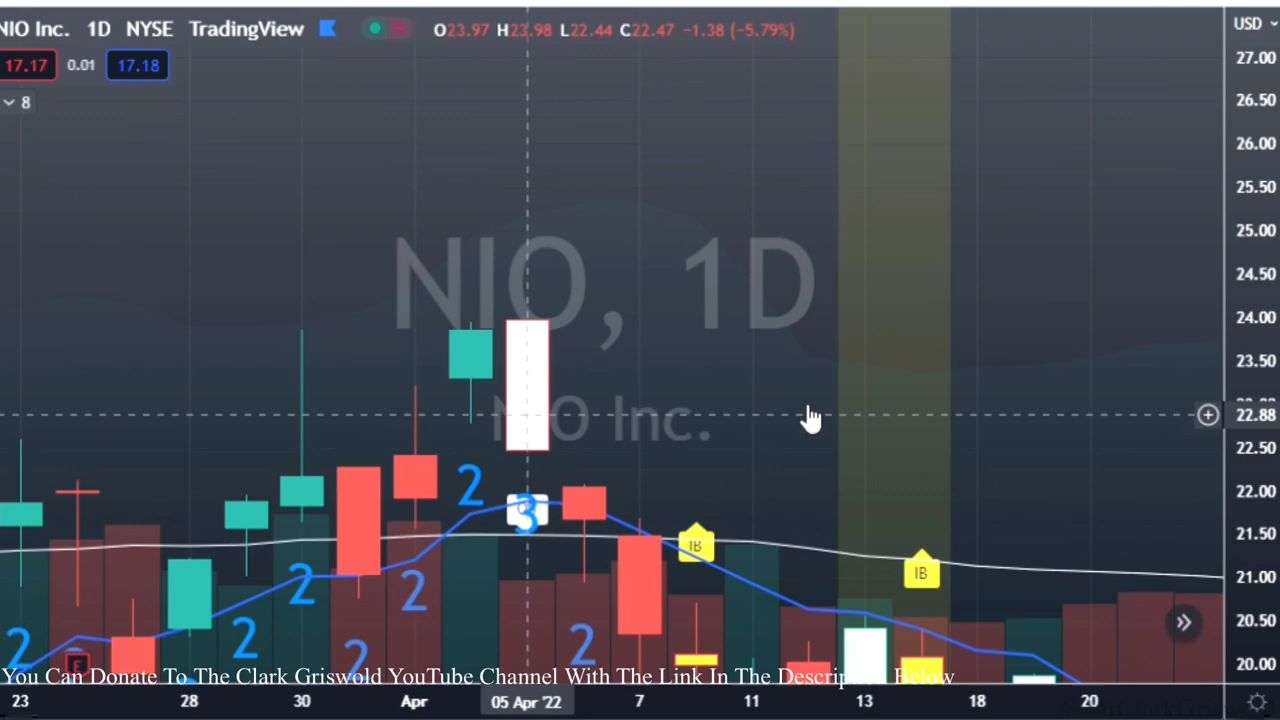 NIO Inc. 1D NYSE TradingView O23.97 H23.98 L22.44 C22.47 −1.38 (−5.79%)
USD
17.17 0.01 17.18
8
27.00
26.50
26.00
25.50
25.00
24.50
24.00
23.50
22.88
22.50
22.00
21.50
21.00
20.50
20.00
NIO, 1D
NIO Inc.
2
3
IB
IB
2
2
2
2
2
2
E
You Can Donate To The Clark Griswold YouTube Channel With The Link In The Description Below
23 28 30 Apr 05 Apr '22 7 11 13 18 20